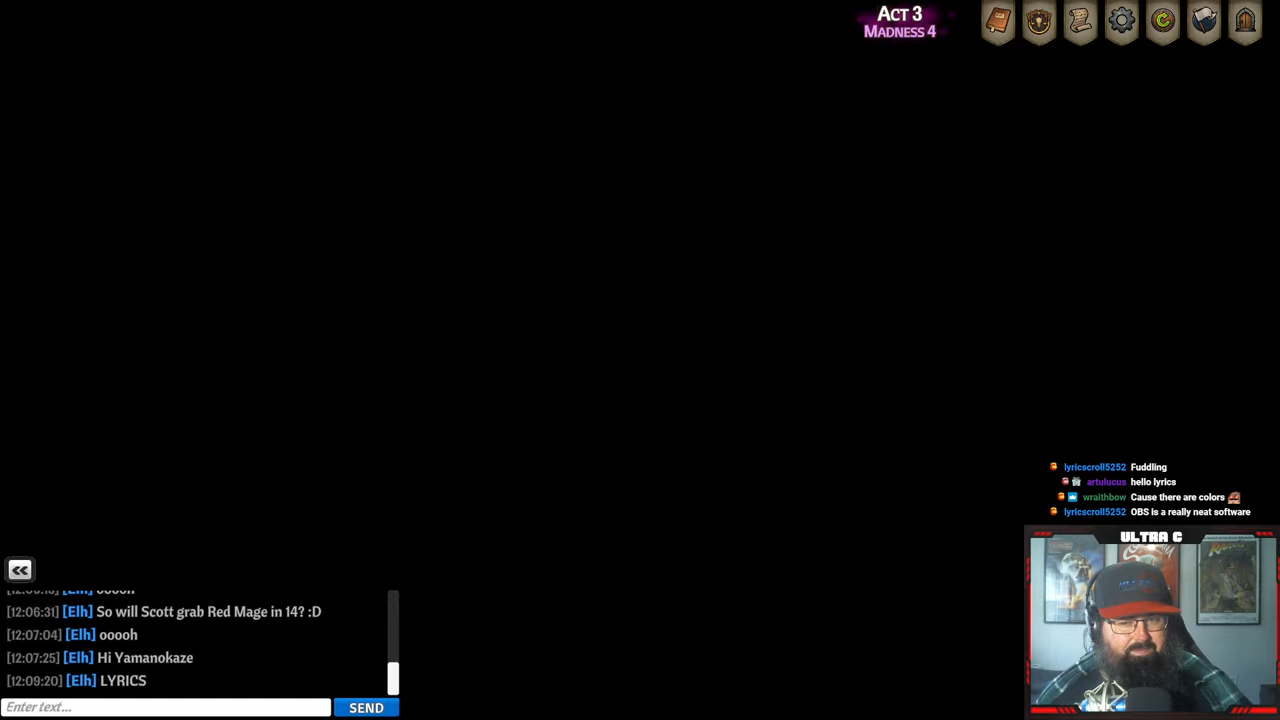 Act 3
Madness 4
lyricscroll5252 Fuddling
artulucus hello lyrics
wraithbow Cause there are colors
lyricscroll5252 OBS is a really neat software
ULTRA C
[12:06:31] [Elh] So will Scott grab Red Mage in 14? :D
[12:07:04] [Elh] ooooh
[12:07:25] [Elh] Hi Yamanokaze
[12:09:20] [Elh] LYRICS
Enter text...
SEND